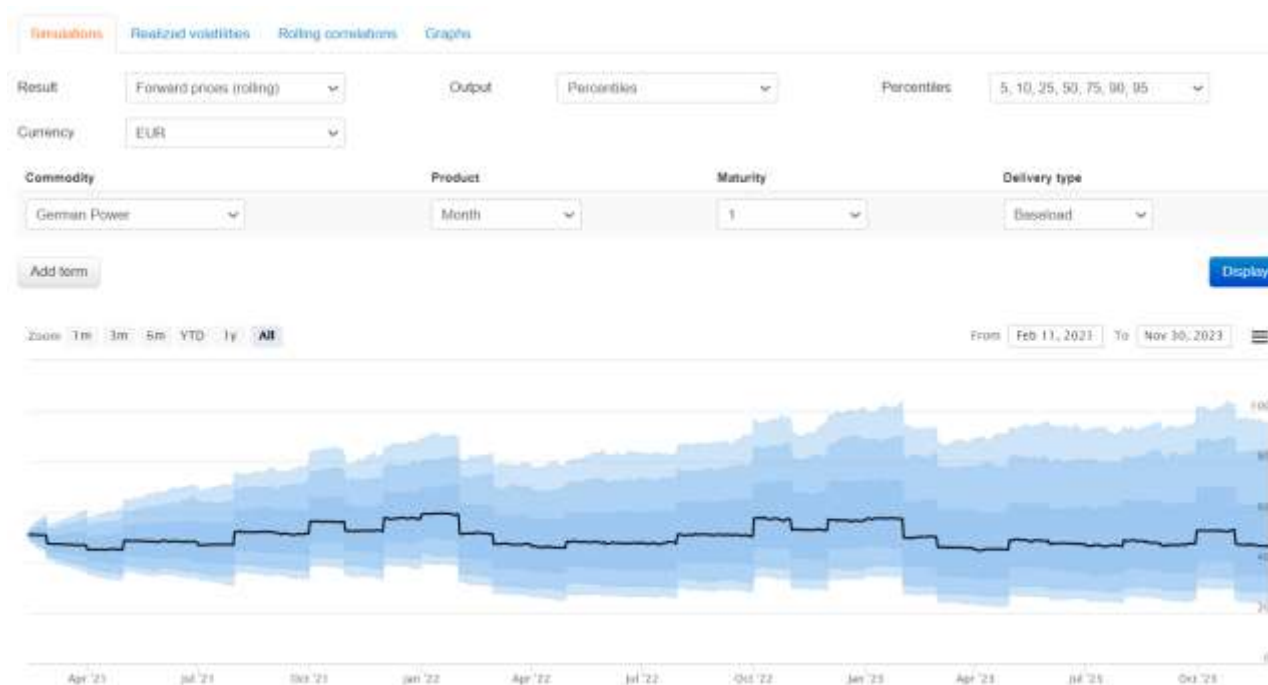 Simulations Realized volatilities Rolling correlations Graphs
Result Forward prices (rolling) Output Percentiles Percentiles 5, 10, 25, 50, 75, 90, 95
Currency EUR
Commodity Product Maturity Delivery type
German Power Month 1 Baseload
Add term Display
Zoom 1m 3m 6m YTD 1y All From Feb 11, 2021 To Nov 30, 2023
Apr '21 Jul '21 Oct '21 Jan '22 Apr '22 Jul '22 Oct '22 Jan '23 Apr '23 Jul '23 Oct '23